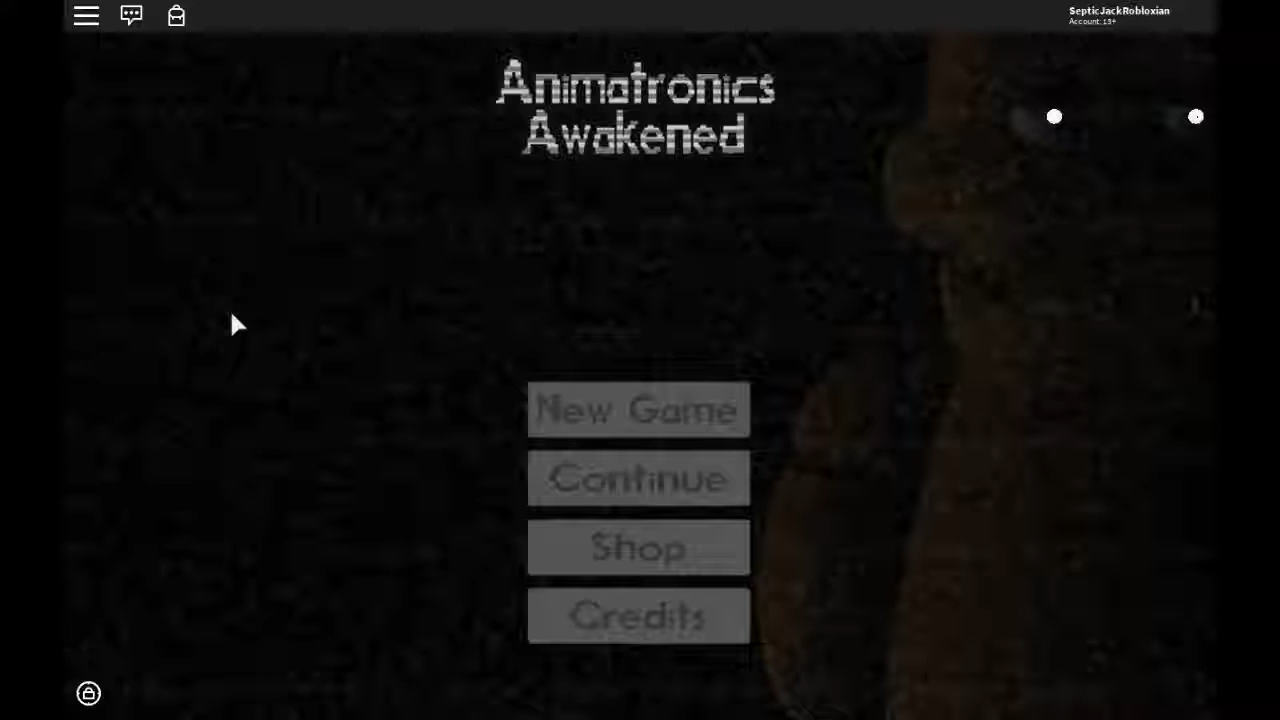 SepticJackRobloxian
Account: 13+
Animatronics
Awakened
New Game
Continue
Shop
Credits